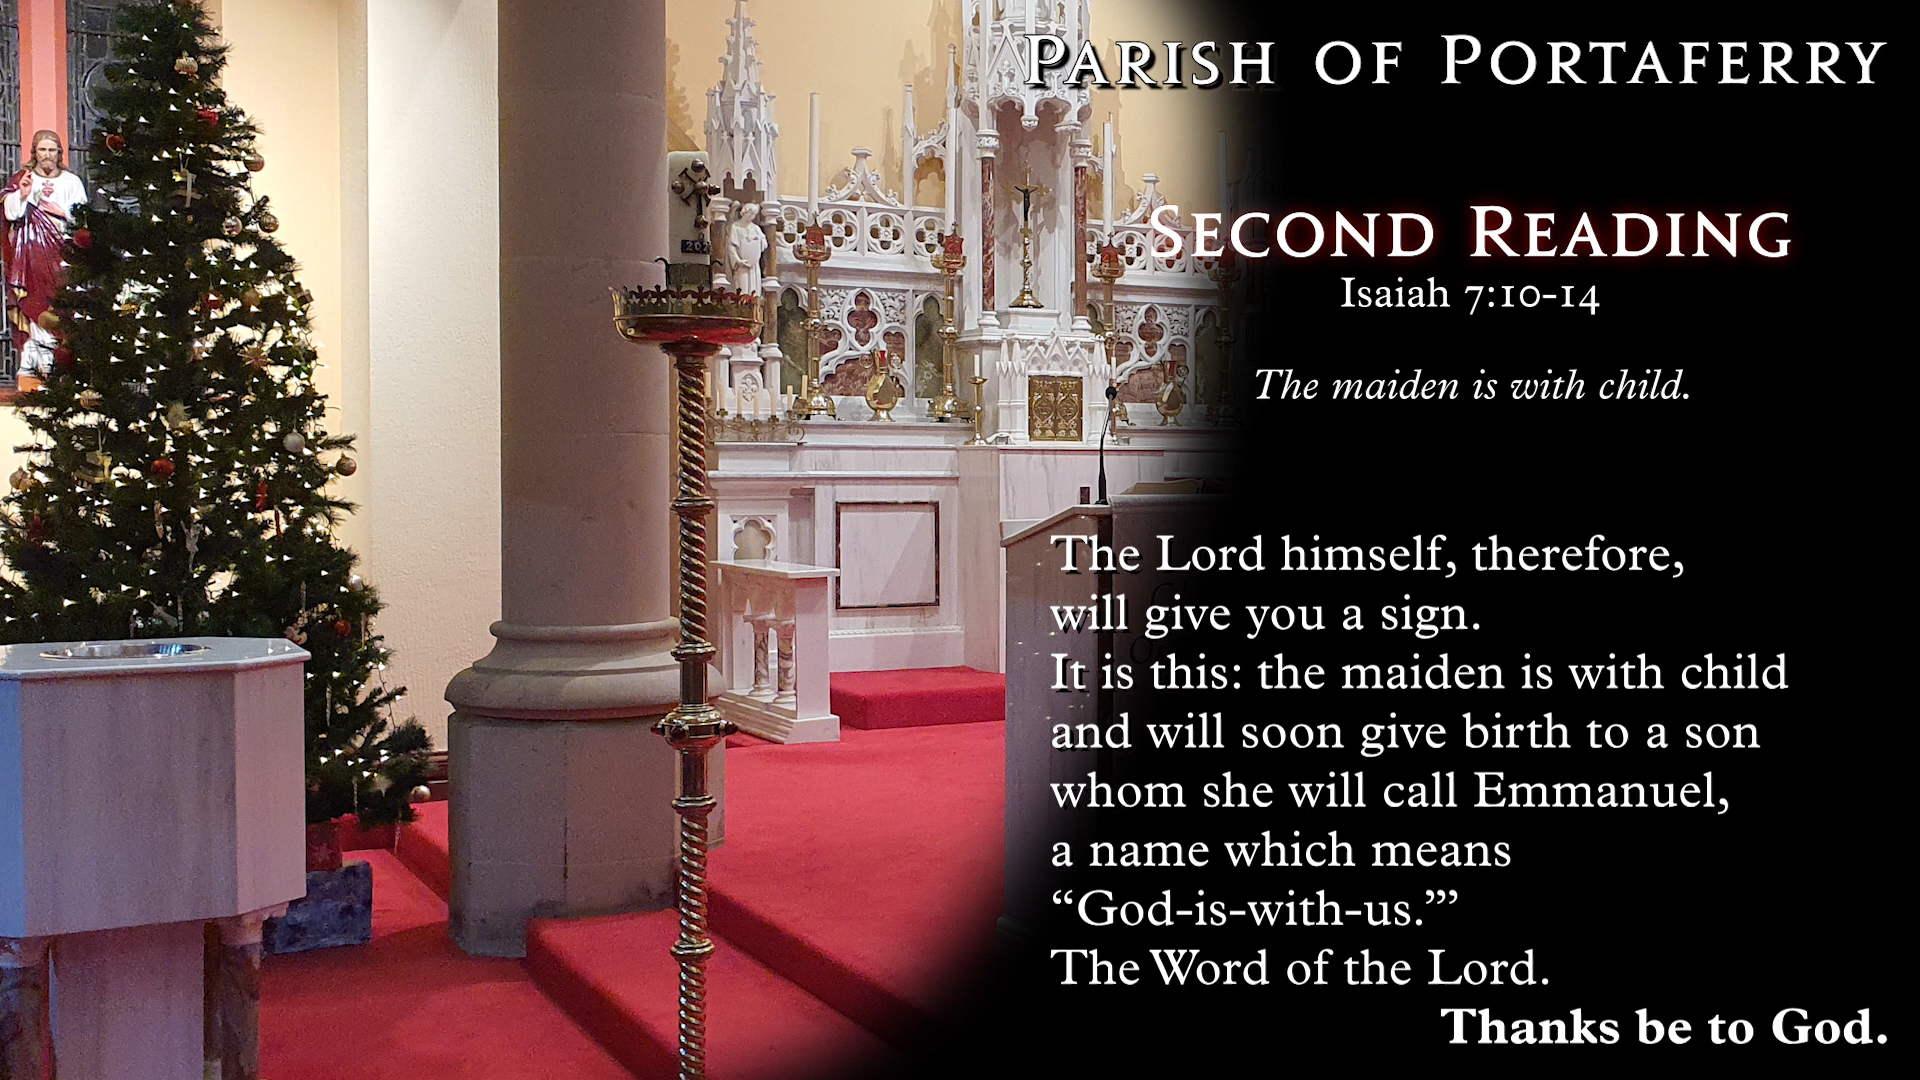 Parish of Portaferry
Second Reading
Isaiah 7:10-14
The maiden is with child.
The Lord himself, therefore,
will give you a sign.
It is this: the maiden is with child
and will soon give birth to a son
whom she will call Emmanuel,
a name which means
“God-is-with-us.”’
The Word of the Lord.
Thanks be to God.